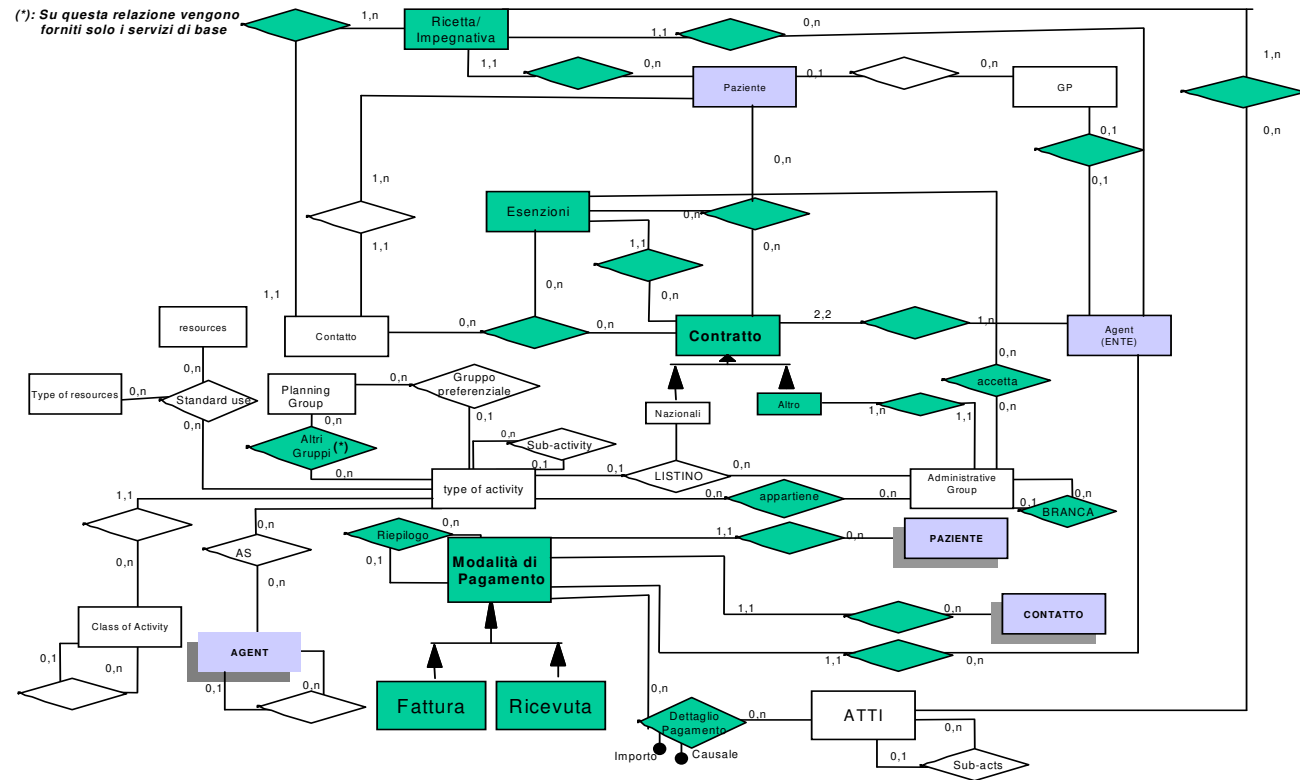 (*): Su questa relazione vengono
forniti solo i servizi di base
1,n
Ricetta/
Impegnativa
1,1
0,n
1,1
0,n
Paziente
0,1
0,n
GP
1,n
0,n
0,1
0,1
0,n
1,n
1,1
Esenzioni
0,n
0,n
1,1
0,n
0,n
1,1
Contatto
0,n
0,n
Contratto
2,2
1,n
Agent
(ENTE)
resources
0,n
Type of resources
0,n
Standard use
0,n
Planning
Group
0,n
Gruppo
preferenziale
0,1
0,n
Altri
Gruppi
(*)
0,n
Nazionali
Altro
1,n
1,1
0,n
accetta
0,n
0,n
Sub-activity
0,1
type of activity
0,1
LISTINO
0,n
Administrative
Group
0,n
0,1
BRANCA
0,n
appartiene
0,n
1,1
0,n
0,n
AS
0,n
Class of Activity
0,1
0,n
AGENT
0,1
0,n
Riepilogo
0,n
0,1
Modalità di
Pagamento
1,1
0,n
PAZIENTE
1,1
0,n
CONTATTO
1,1
0,n
Fattura
Ricevuta
0,n
Dettaglio
Pagamento
0,n
Importo
Causale
ATTI
0,n
0,1
Sub-acts